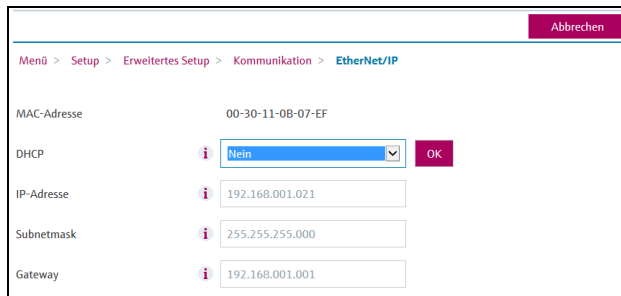 Abbrechen
Menü > Setup > Erweitertes Setup > Kommunikation > EtherNet/IP
MAC-Adresse 00-30-11-0B-07-EF
DHCP i Nein OK
IP-Adresse i 192.168.001.021
Subnetmask i 255.255.255.000
Gateway i 192.168.001.001